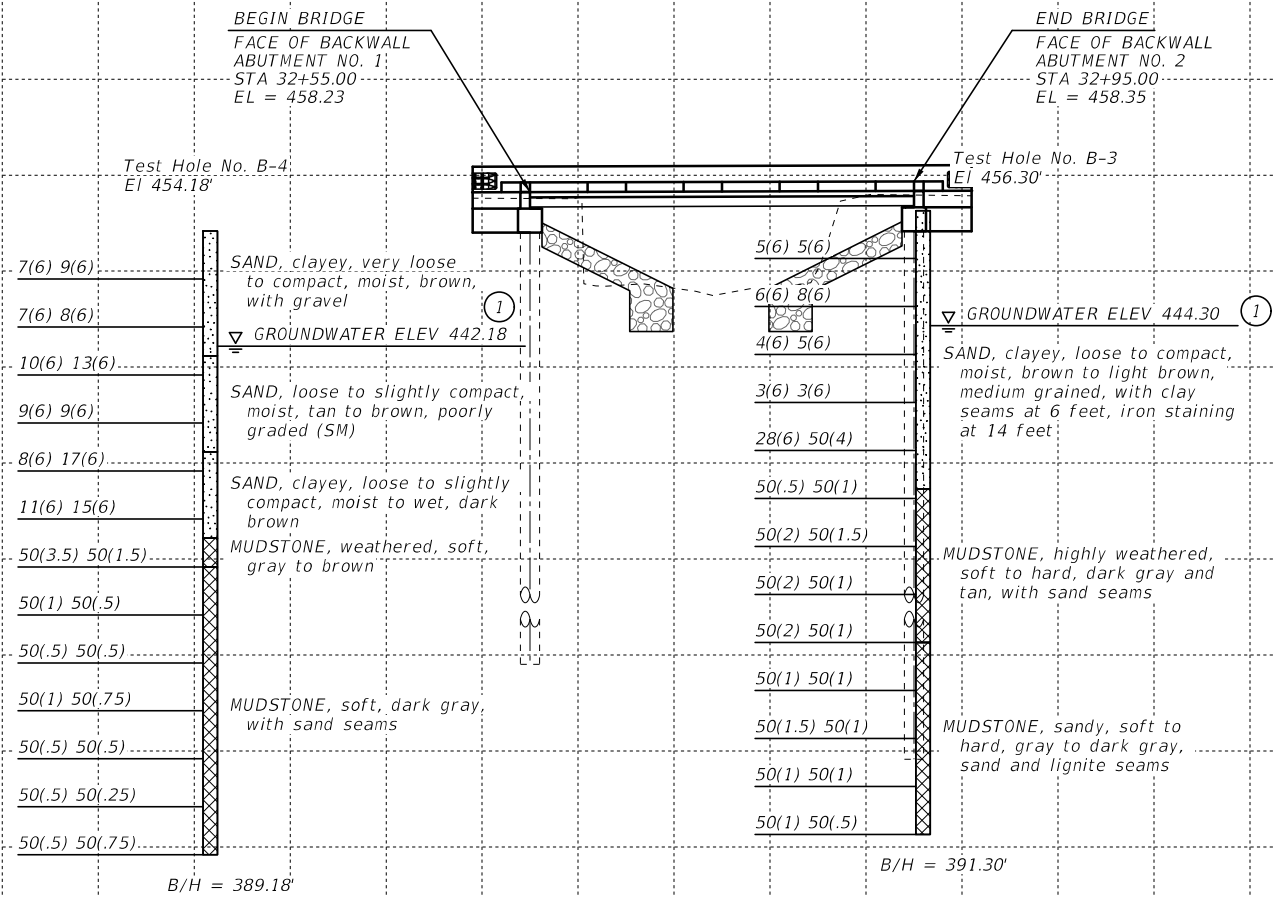 BEGIN BRIDGE
FACE OF BACKWALL
ABUTMENT NO. 1
STA 32+55.00
EL = 458.23
END BRIDGE
FACE OF BACKWALL
ABUTMENT NO. 2
STA 32+95.00
EL = 458.35
Test Hole No. B-4
El 454.18'
7(6) 9(6)
7(6) 8(6)
10(6) 13(6)
9(6) 9(6)
8(6) 17(6)
11(6) 15(6)
50(3.5) 50(1.5)
50(1) 50(.5)
50(.5) 50(.5)
50(1) 50(.75)
50(.5) 50(.5)
50(.5) 50(.25)
50(.5) 50(.75)
B/H = 389.18'
SAND, clayey, very loose
to compact, moist, brown,
with gravel
1
GROUNDWATER ELEV 442.18
SAND, loose to slightly compact,
moist, tan to brown, poorly
graded (SM)
SAND, clayey, loose to slightly
compact, moist to wet, dark
brown
MUDSTONE, weathered, soft,
gray to brown
MUDSTONE, soft, dark gray,
with sand seams
Test Hole No. B-3
El 456.30'
5(6) 5(6)
6(6) 8(6)
4(6) 5(6)
3(6) 3(6)
28(6) 50(4)
50(.5) 50(1)
50(2) 50(1.5)
50(2) 50(1)
50(2) 50(1)
50(1) 50(1)
50(1.5) 50(1)
50(1) 50(1)
50(1) 50(.5)
B/H = 391.30'
GROUNDWATER ELEV 444.30
1
SAND, clayey, loose to compact,
moist, brown to light brown,
medium grained, with clay
seams at 6 feet, iron staining
at 14 feet
MUDSTONE, highly weathered,
soft to hard, dark gray and
tan, with sand seams
MUDSTONE, sandy, soft to
hard, gray to dark gray,
sand and lignite seams